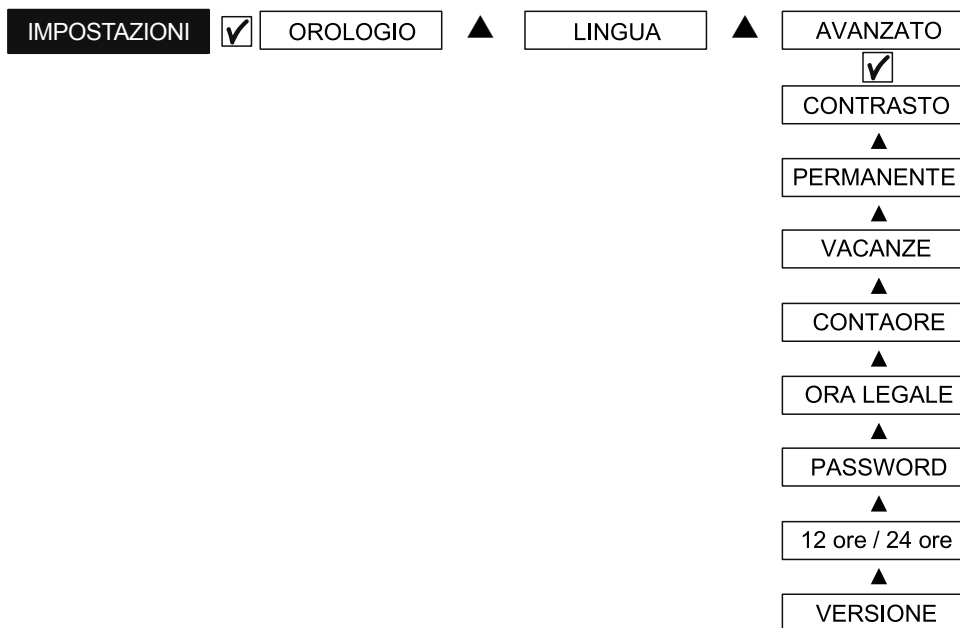 IMPOSTAZIONI OROLOGIO LINGUA AVANZATO
CONTRASTO
PERMANENTE
VACANZE
CONTAORE
ORA LEGALE
PASSWORD
12 ore / 24 ore
VERSIONE